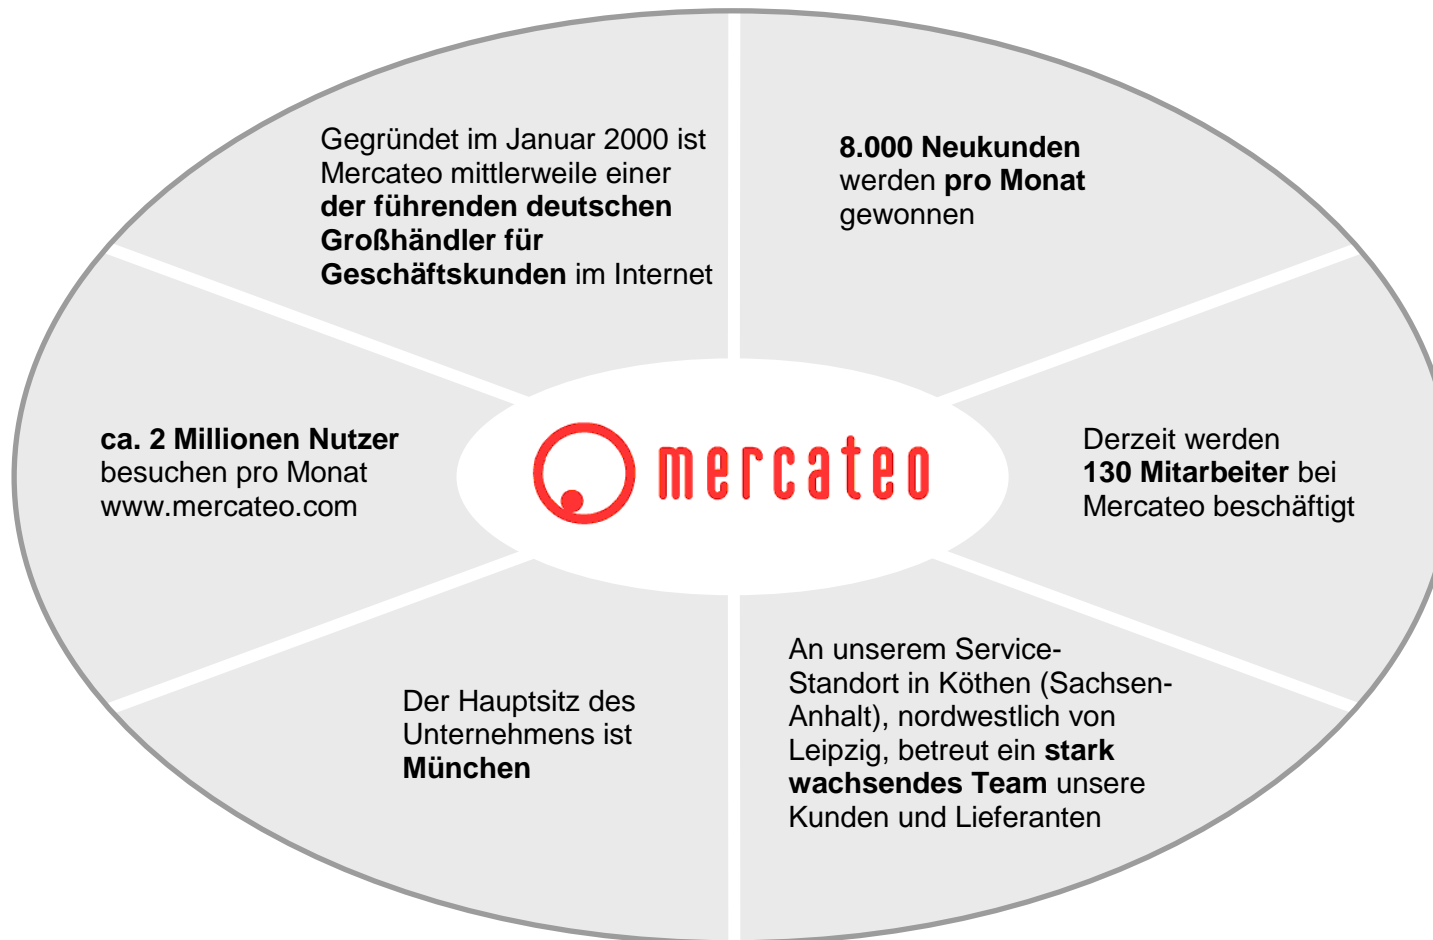 Gegründet im Januar 2000 ist
Mercateo mittlerweile einer
der führenden deutschen
Großhändler für
Geschäftskunden im Internet
8.000 Neukunden
werden pro Monat
gewonnen
ca. 2 Millionen Nutzer
besuchen pro Monat
www.mercateo.com
mercateo
Derzeit werden
130 Mitarbeiter bei
Mercateo beschäftigt
Der Hauptsitz des
Unternehmens ist
München
An unserem Service-
Standort in Köthen (Sachsen-
Anhalt), nordwestlich von
Leipzig, betreut ein stark
wachsendes Team unsere
Kunden und Lieferanten